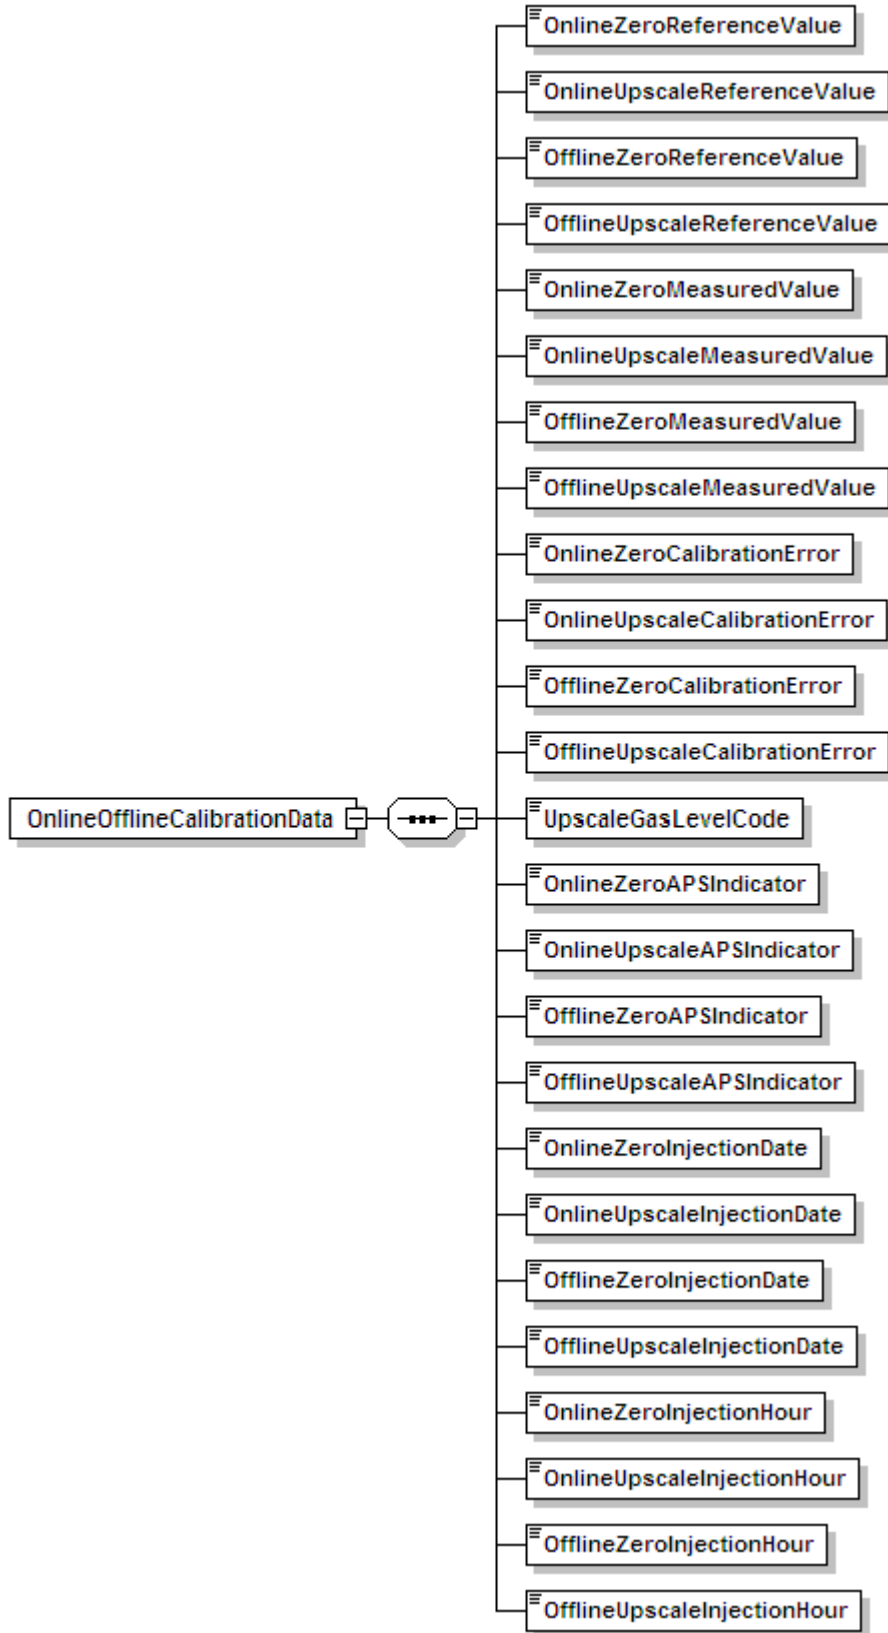 OnlineZeroReferenceValue
OnlineUpscaleReferenceValue
OfflineZeroReferenceValue
OfflineUpscaleReferenceValue
OnlineZeroMeasuredValue
OnlineUpscaleMeasuredValue
OfflineZeroMeasuredValue
OfflineUpscaleMeasuredValue
OnlineZeroCalibrationError
OnlineUpscaleCalibrationError
OfflineZeroCalibrationError
OfflineUpscaleCalibrationError
OnlineOfflineCalibrationData
UpscaleGasLevelCode
OnlineZeroAPSIndicator
OnlineUpscaleAPSIndicator
OfflineZeroAPSIndicator
OfflineUpscaleAPSIndicator
OnlineZeroInjectionDate
OnlineUpscaleInjectionDate
OfflineZeroInjectionDate
OfflineUpscaleInjectionDate
OnlineZeroInjectionHour
OnlineUpscaleInjectionHour
OfflineZeroInjectionHour
OfflineUpscaleInjectionHour